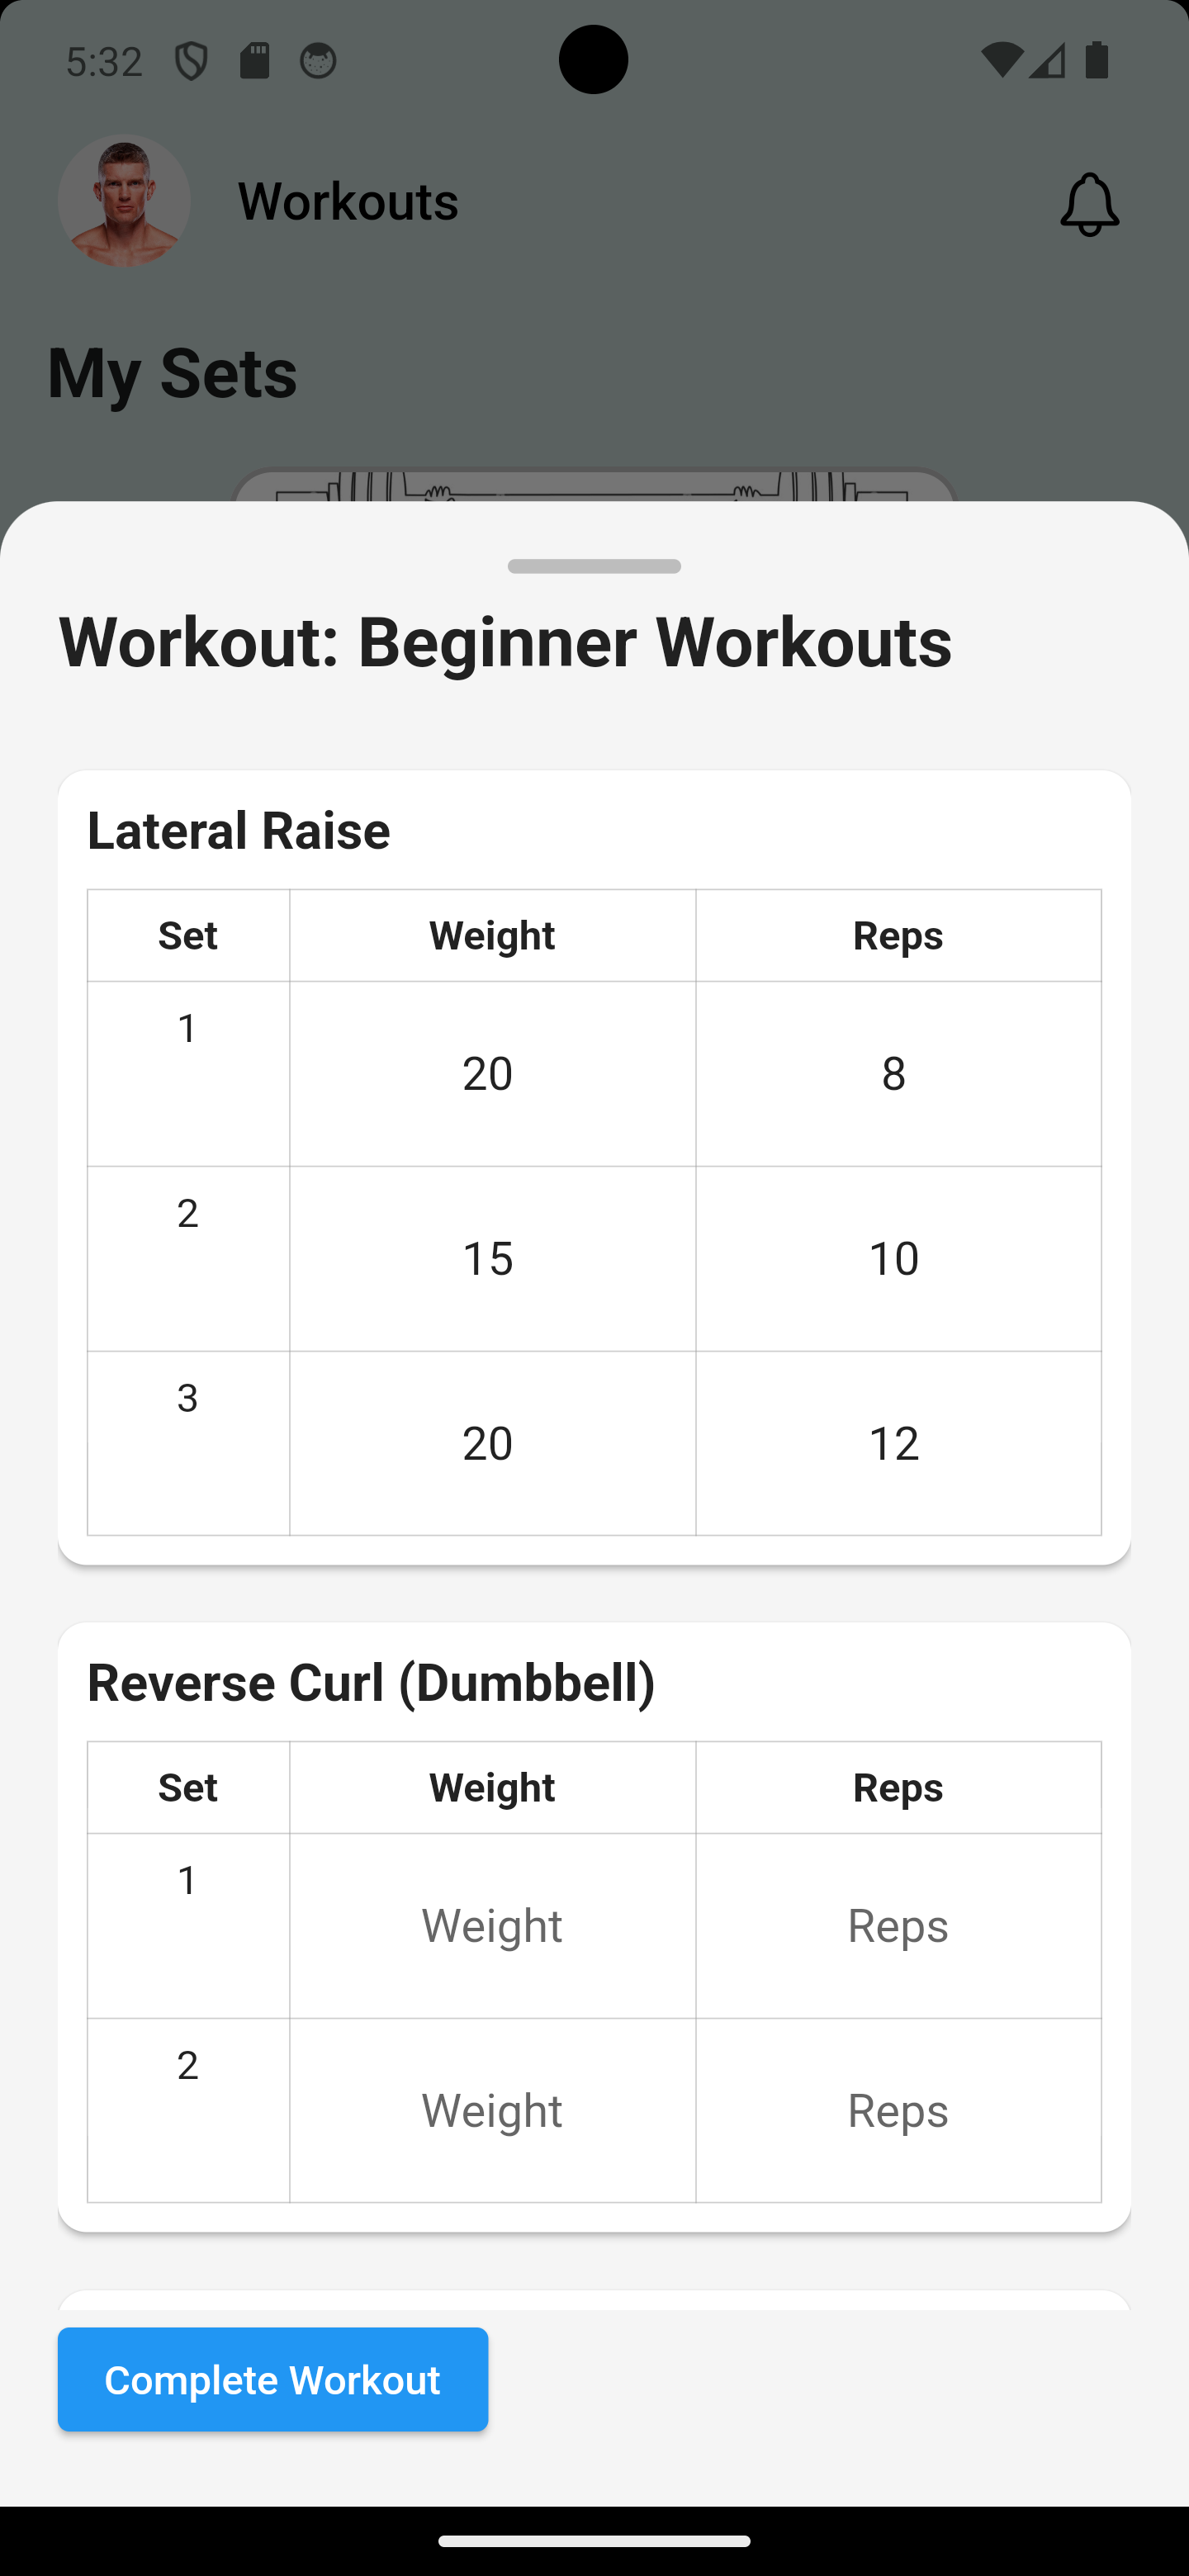 5:32
Workouts
My Sets
Workout: Beginner Workouts
Lateral Raise
Set Weight Reps
1 20 8
2 15 10
3 20 12
Reverse Curl (Dumbbell)
Set Weight Reps
1 Weight Reps
2 Weight Reps
Complete Workout